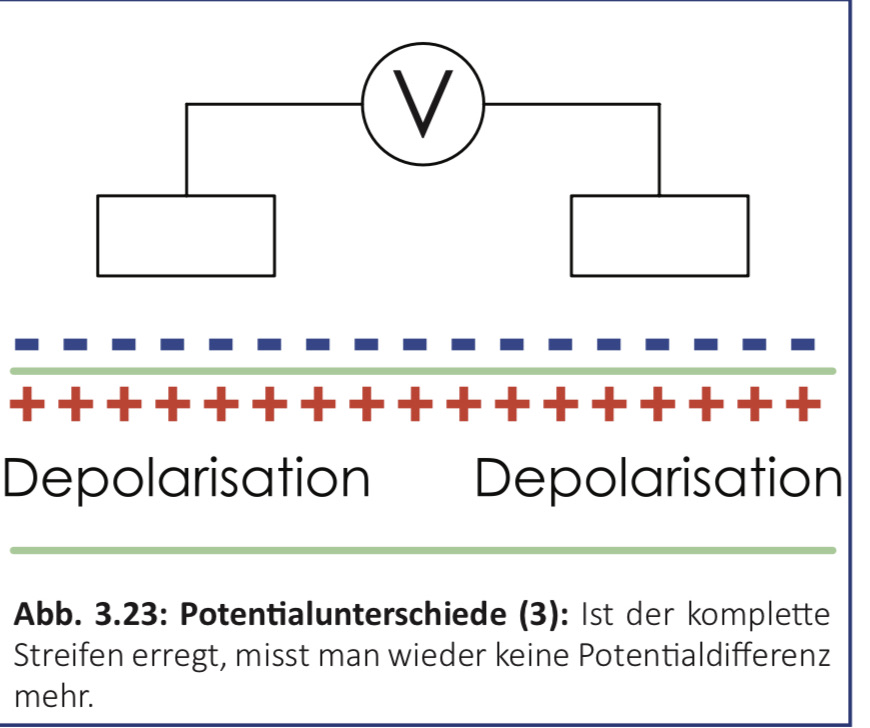 V
- - - - - - - - - - - - - - - - -
+ + + + + + + + + + + + + + + + +
Depolarisation Depolarisation
Abb. 3.23: Potentialunterschiede (3): Ist der komplette
Streifen erregt, misst man wieder keine Potentialdifferenz
mehr.